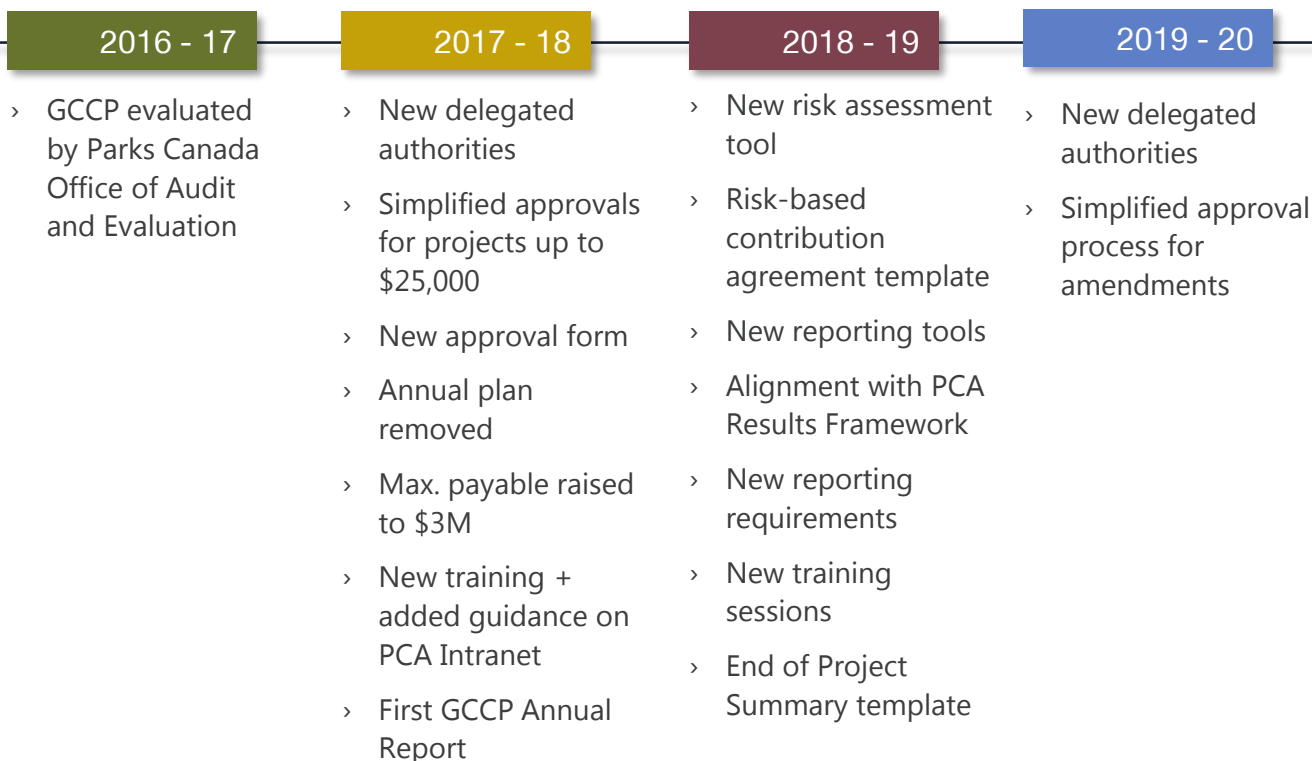 2016 - 17
› GCCP evaluated
by Parks Canada
Office of Audit
and Evaluation
2017 - 18
› New delegated
authorities
› Simplified approvals
for projects up to
$25,000
› New approval form
› Annual plan
removed
› Max. payable raised
to $3M
› New training +
added guidance on
PCA Intranet
› First GCCP Annual
Report
2018 - 19
› New risk assessment
tool
› Risk-based
contribution
agreement template
› New reporting tools
› Alignment with PCA
Results Framework
› New reporting
requirements
› New training
sessions
› End of Project
Summary template
2019 - 20
› New delegated
authorities
› Simplified approval
process for
amendments